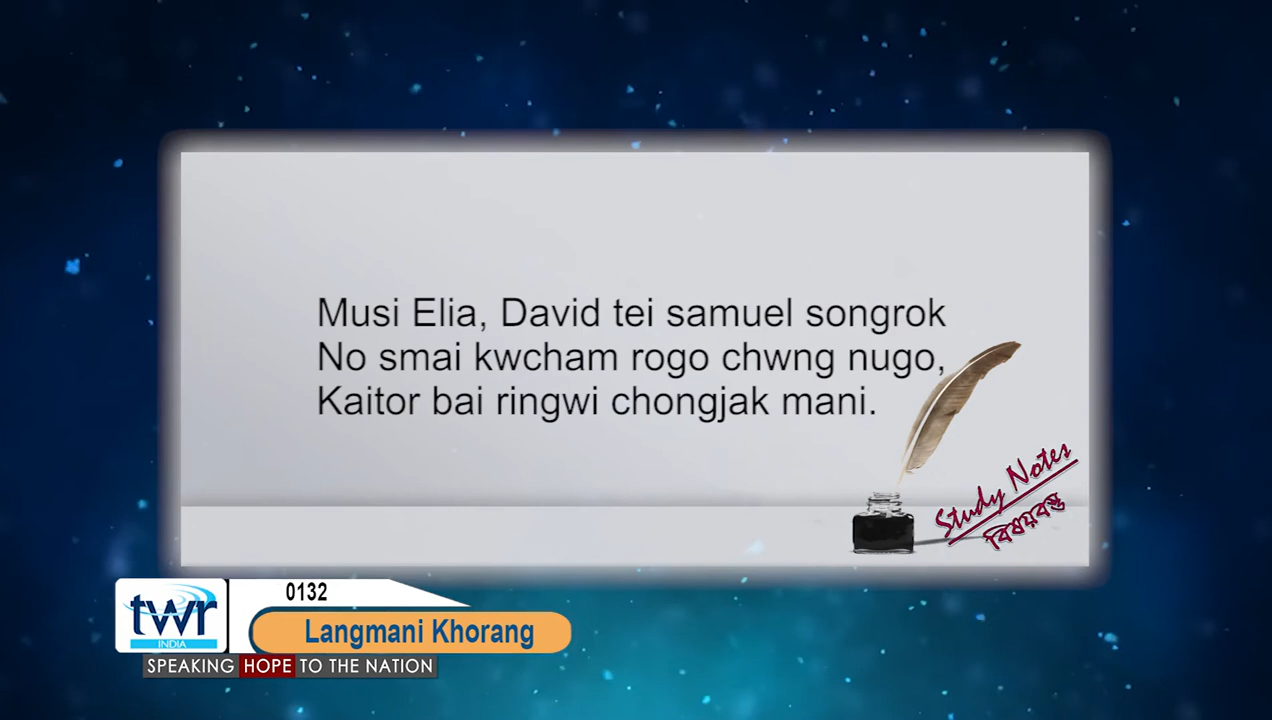 Musi Elia, David tei samuel songrok
No smai kwcham rogo chwng nugo,
Kaitor bai ringwi chongjak mani.
Study Notes
বিষয়বস্তু
0132
twr
INDIA
Langmani Khorang
SPEAKING HOPE TO THE NATION